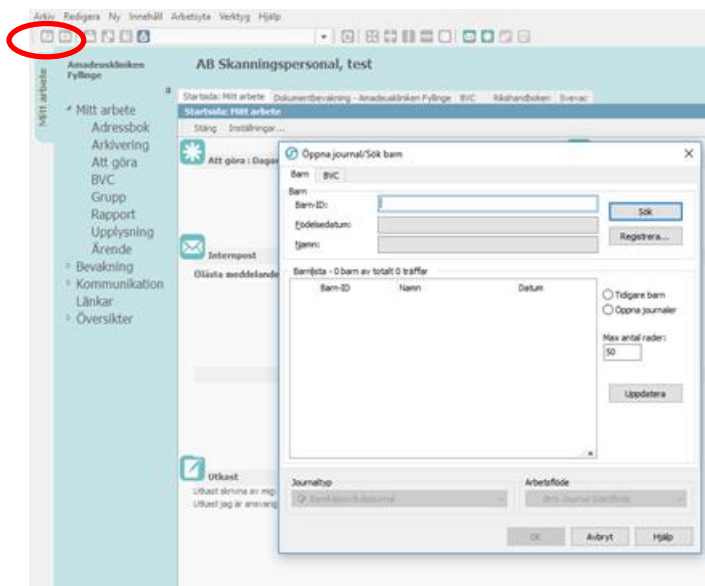 Arkiv Redigera Ny Innehåll Arbetsyta Verktyg Hjälp
Mitt arbete
Amadeuskliniken
Fyllinge
AB Skanningspersonal, test
Startsida: Mitt arbete Dokumentbevakning - Amadeuskliniken Fyllinge BVC Rikshandboken Svevac
Startsida: Mitt arbete
Stäng Inställningar...
Mitt arbete
Adressbok
Arkivering
Att göra
BVC
Grupp
Rapport
Upplysning
Ärende
Bevakning
Kommunikation
Länkar
Översikter
Att göra : Dagar
Internpost
Olästa meddelande
Utkast
Utkast skrivna av mig
Utkast jag är ansvarig
Öppna journal/Sök barn
Barn BVC
Barn
Barn-ID:
Sök
Födelsedatum:
Registrera...
Namn:
Barnlista - 0 barn av totalt 0 träffar
Barn-ID Namn Datum
Tidigare barn
Öppna journaler
Max antal rader:
50
Uppdatera
Journaltyp
Arbetsflöde
OK Avbryt Hjälp